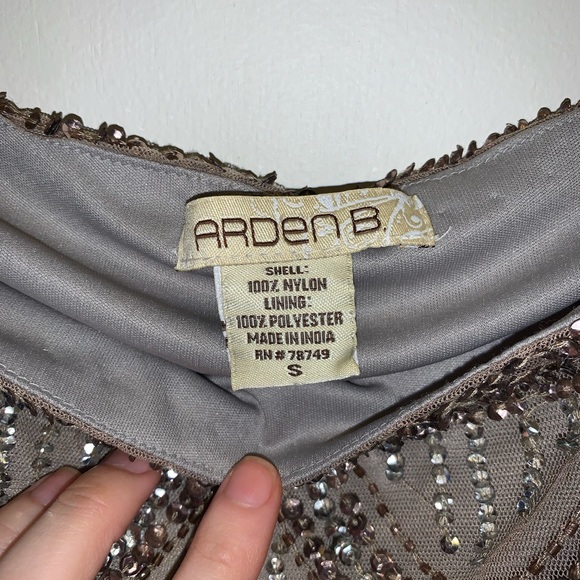 ARDen B
SHELL:
100% NYLON
LINING:
100% POLYESTER
MADE IN INDIA
RN # 78749
S